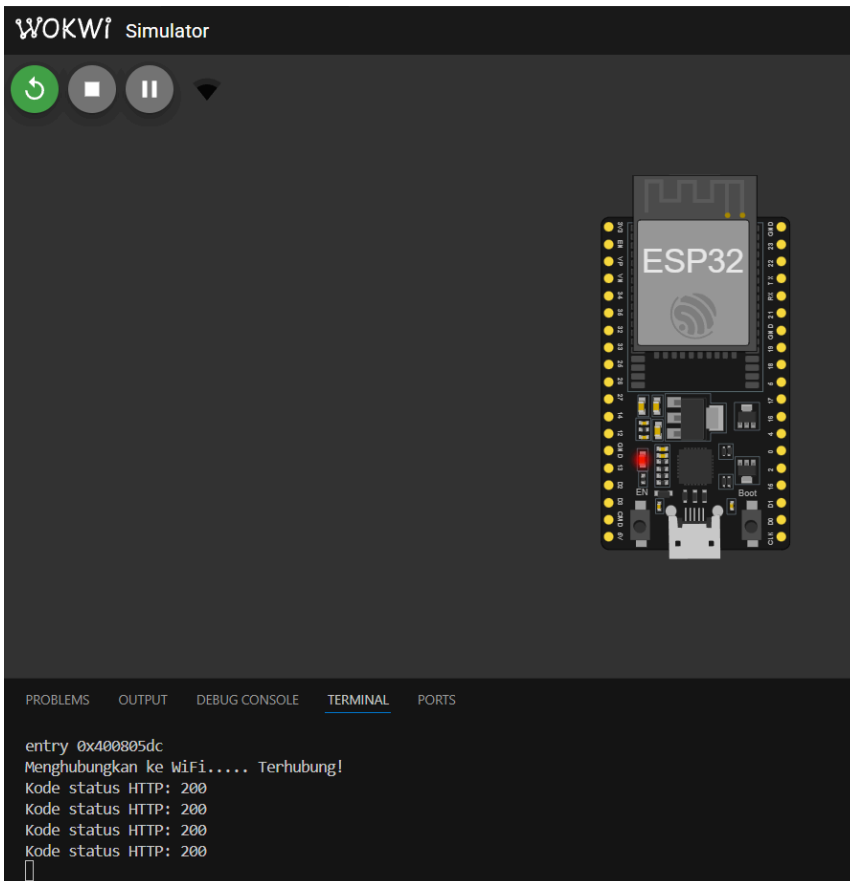 WOKWi Simulator
ESP32
EN
Boot
PROBLEMS OUTPUT DEBUG CONSOLE TERMINAL PORTS
entry 0x400805dc
Menghubungkan ke WiFi..... Terhubung!
Kode status HTTP: 200
Kode status HTTP: 200
Kode status HTTP: 200
Kode status HTTP: 200